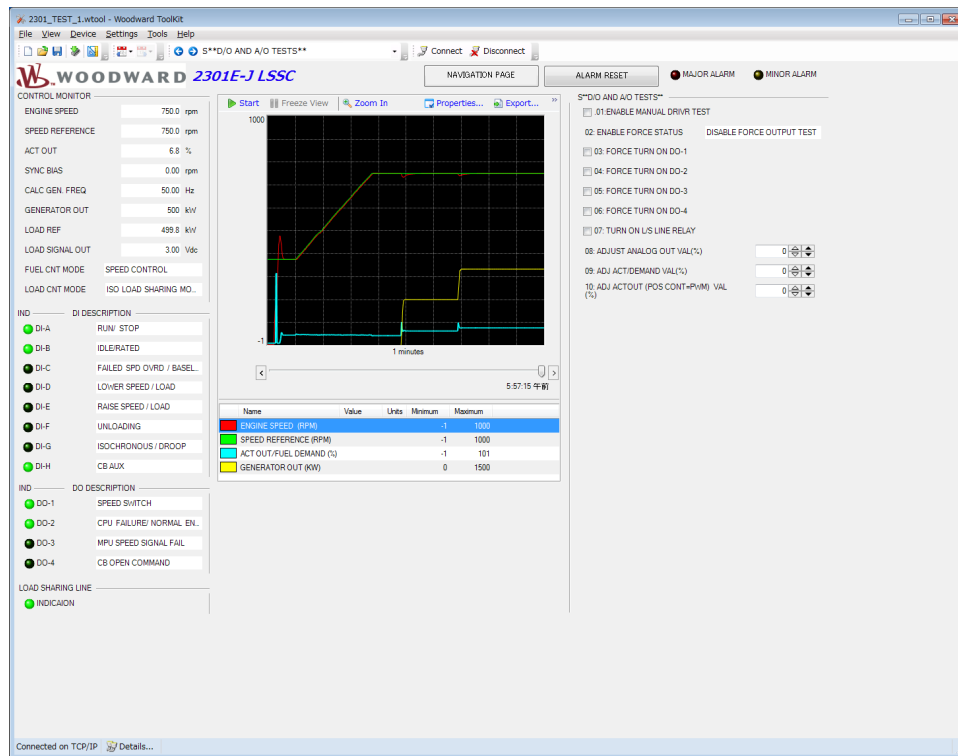 2301_TEST_1.wtool - Woodward ToolKit
File View Device Settings Tools Help
S**D/O AND A/O TESTS** Connect Disconnect
WOODWARD 2301E-J LSSC NAVIGATION PAGE ALARM RESET MAJOR ALARM MINOR ALARM
CONTROL MONITOR
ENGINE SPEED 750.0 rpm
SPEED REFERENCE 750.0 rpm
ACT OUT 6.8 %
SYNC BIAS 0.00 rpm
CALC GEN. FREQ 50.00 Hz
GENERATOR OUT 500 kW
LOAD REF 499.8 kW
LOAD SIGNAL OUT 3.00 Vdc
FUEL CNT MODE SPEED CONTROL
LOAD CNT MODE ISO LOAD SHARING MO..
IND DI DESCRIPTION
DI-A RUN/ STOP
DI-B IDLE/RATED
DI-C FAILED SPD OVRD / BASEL..
DI-D LOWER SPEED / LOAD
DI-E RAISE SPEED / LOAD
DI-F UNLOADING
DI-G ISOCHRONOUS / DROOP
DI-H CB AUX
IND DO DESCRIPTION
DO-1 SPEED SWITCH
DO-2 CPU FAILURE/ NORMAL EN..
DO-3 MPU SPEED SIGNAL FAIL
DO-4 CB OPEN COMMAND
LOAD SHARING LINE
INDICAION
Start Freeze View Zoom In Properties... Export... »
1000
-1
1 minutes
5:57:15 午前
Name Value Units Minimum Maximum
ENGINE SPEED (RPM) -1 1000
SPEED REFERENCE (RPM) -1 1000
ACT OUT/FUEL DEMAND (%) -1 101
GENERATOR OUT (KW) 0 1500
S**D/O AND A/O TESTS**
.01:ENABLE MANUAL DRIVR TEST
02: ENABLE FORCE STATUS DISABLE FORCE OUTPUT TEST
03: FORCE TURN ON DO-1
04: FORCE TURN ON DO-2
05: FORCE TURN ON DO-3
06: FORCE TURN ON DO-4
07: TURN ON L/S LINE RELAY
08: ADJUST ANALOG OUT VAL(%) 0
09: ADJ ACT/DEMAND VAL(%) 0
10: ADJ ACTOUT (POS CONT=PWM) VAL
(%) 0
Connected on TCP/IP Details...